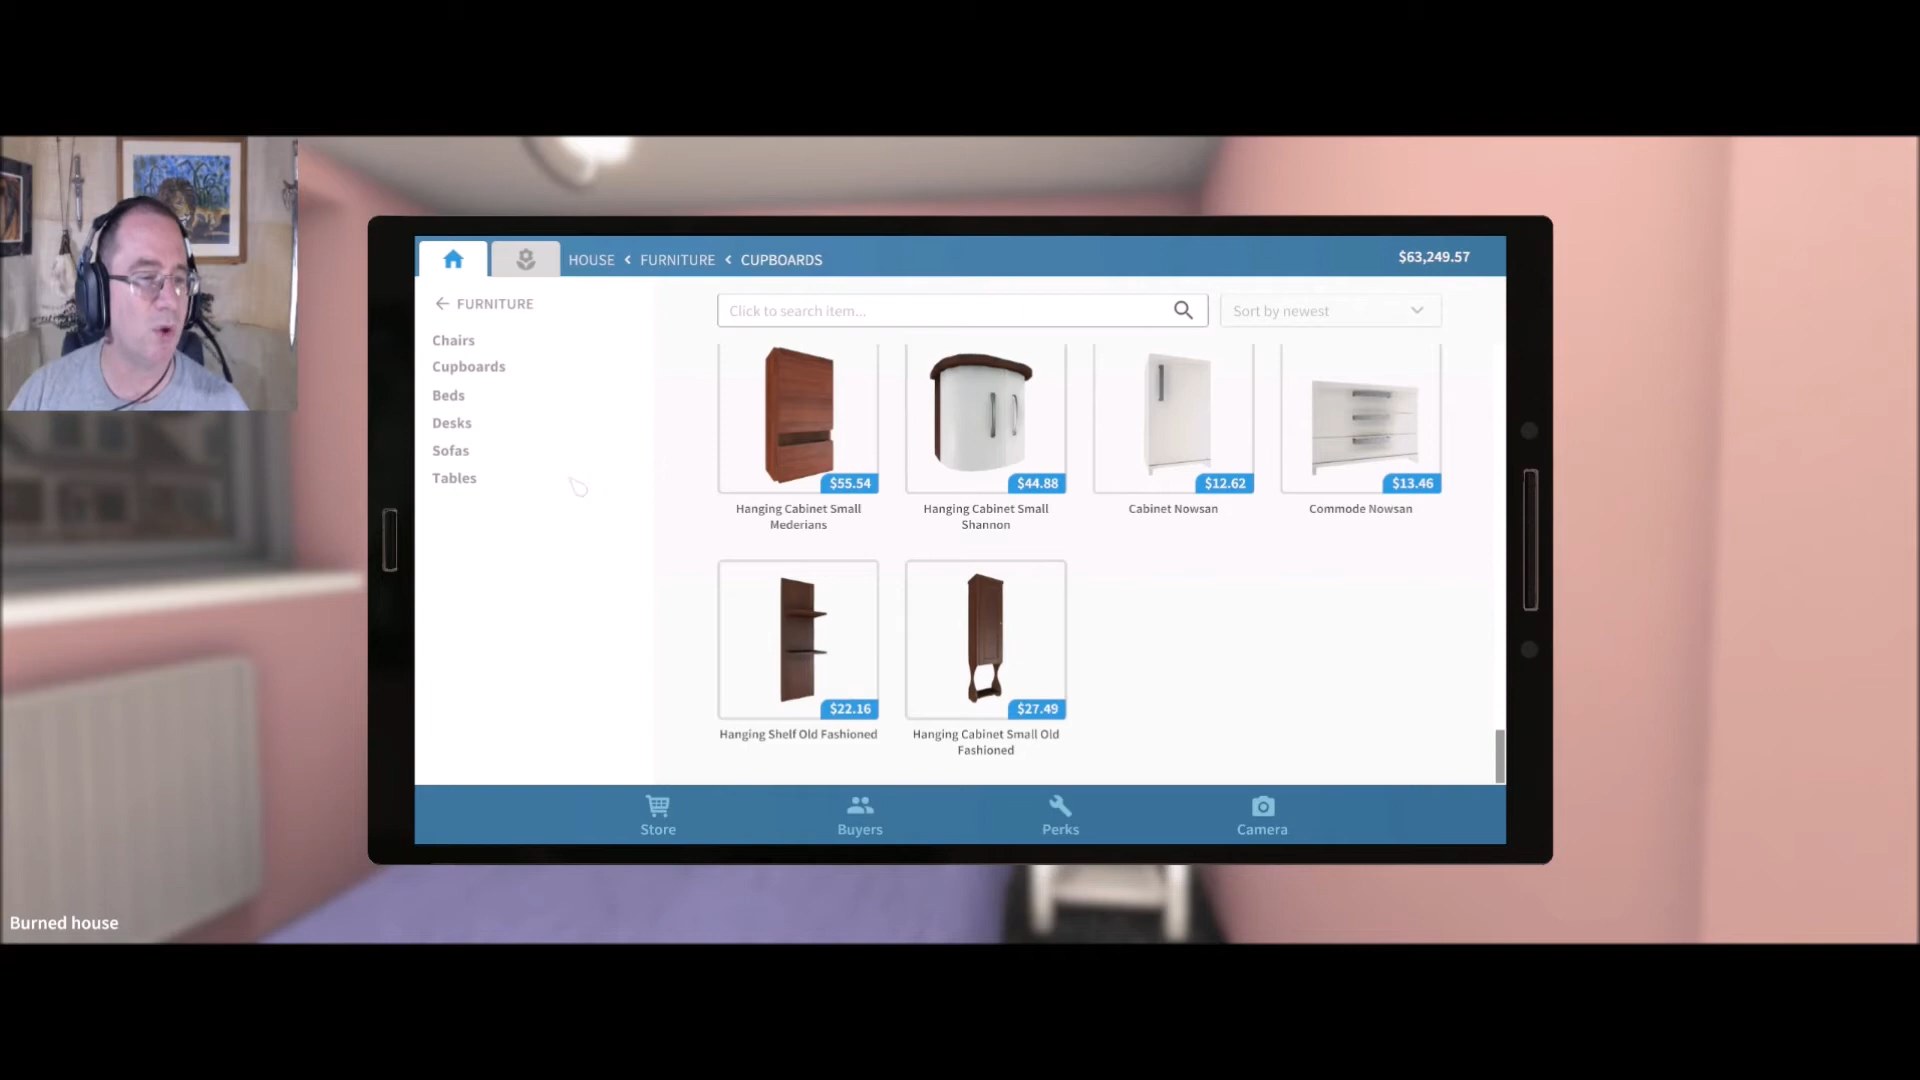 HOUSE < FURNITURE < CUPBOARDS
$63,249.57
FURNITURE
Chairs
Cupboards
Beds
Desks
Sofas
Tables
Click to search item...
Sort by newest
$55.54
$44.88
$12.62
$13.46
Hanging Cabinet Small
Mederians
Hanging Cabinet Small
Shannon
Cabinet Nowsan
Commode Nowsan
$22.16
$27.49
Hanging Shelf Old Fashioned
Hanging Cabinet Small Old
Fashioned
Store
Buyers
Perks
Camera
Burned house